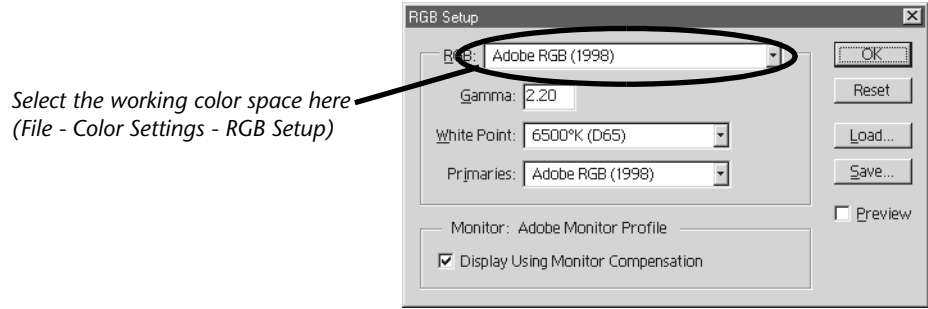 RGB Setup
RGB: Adobe RGB (1998)
OK
Select the working color space here
(File - Color Settings - RGB Setup)
Gamma: 2.20
Reset
White Point: 6500°K (D65)
Load...
Primaries: Adobe RGB (1998)
Save...
Preview
Monitor: Adobe Monitor Profile
Display Using Monitor Compensation